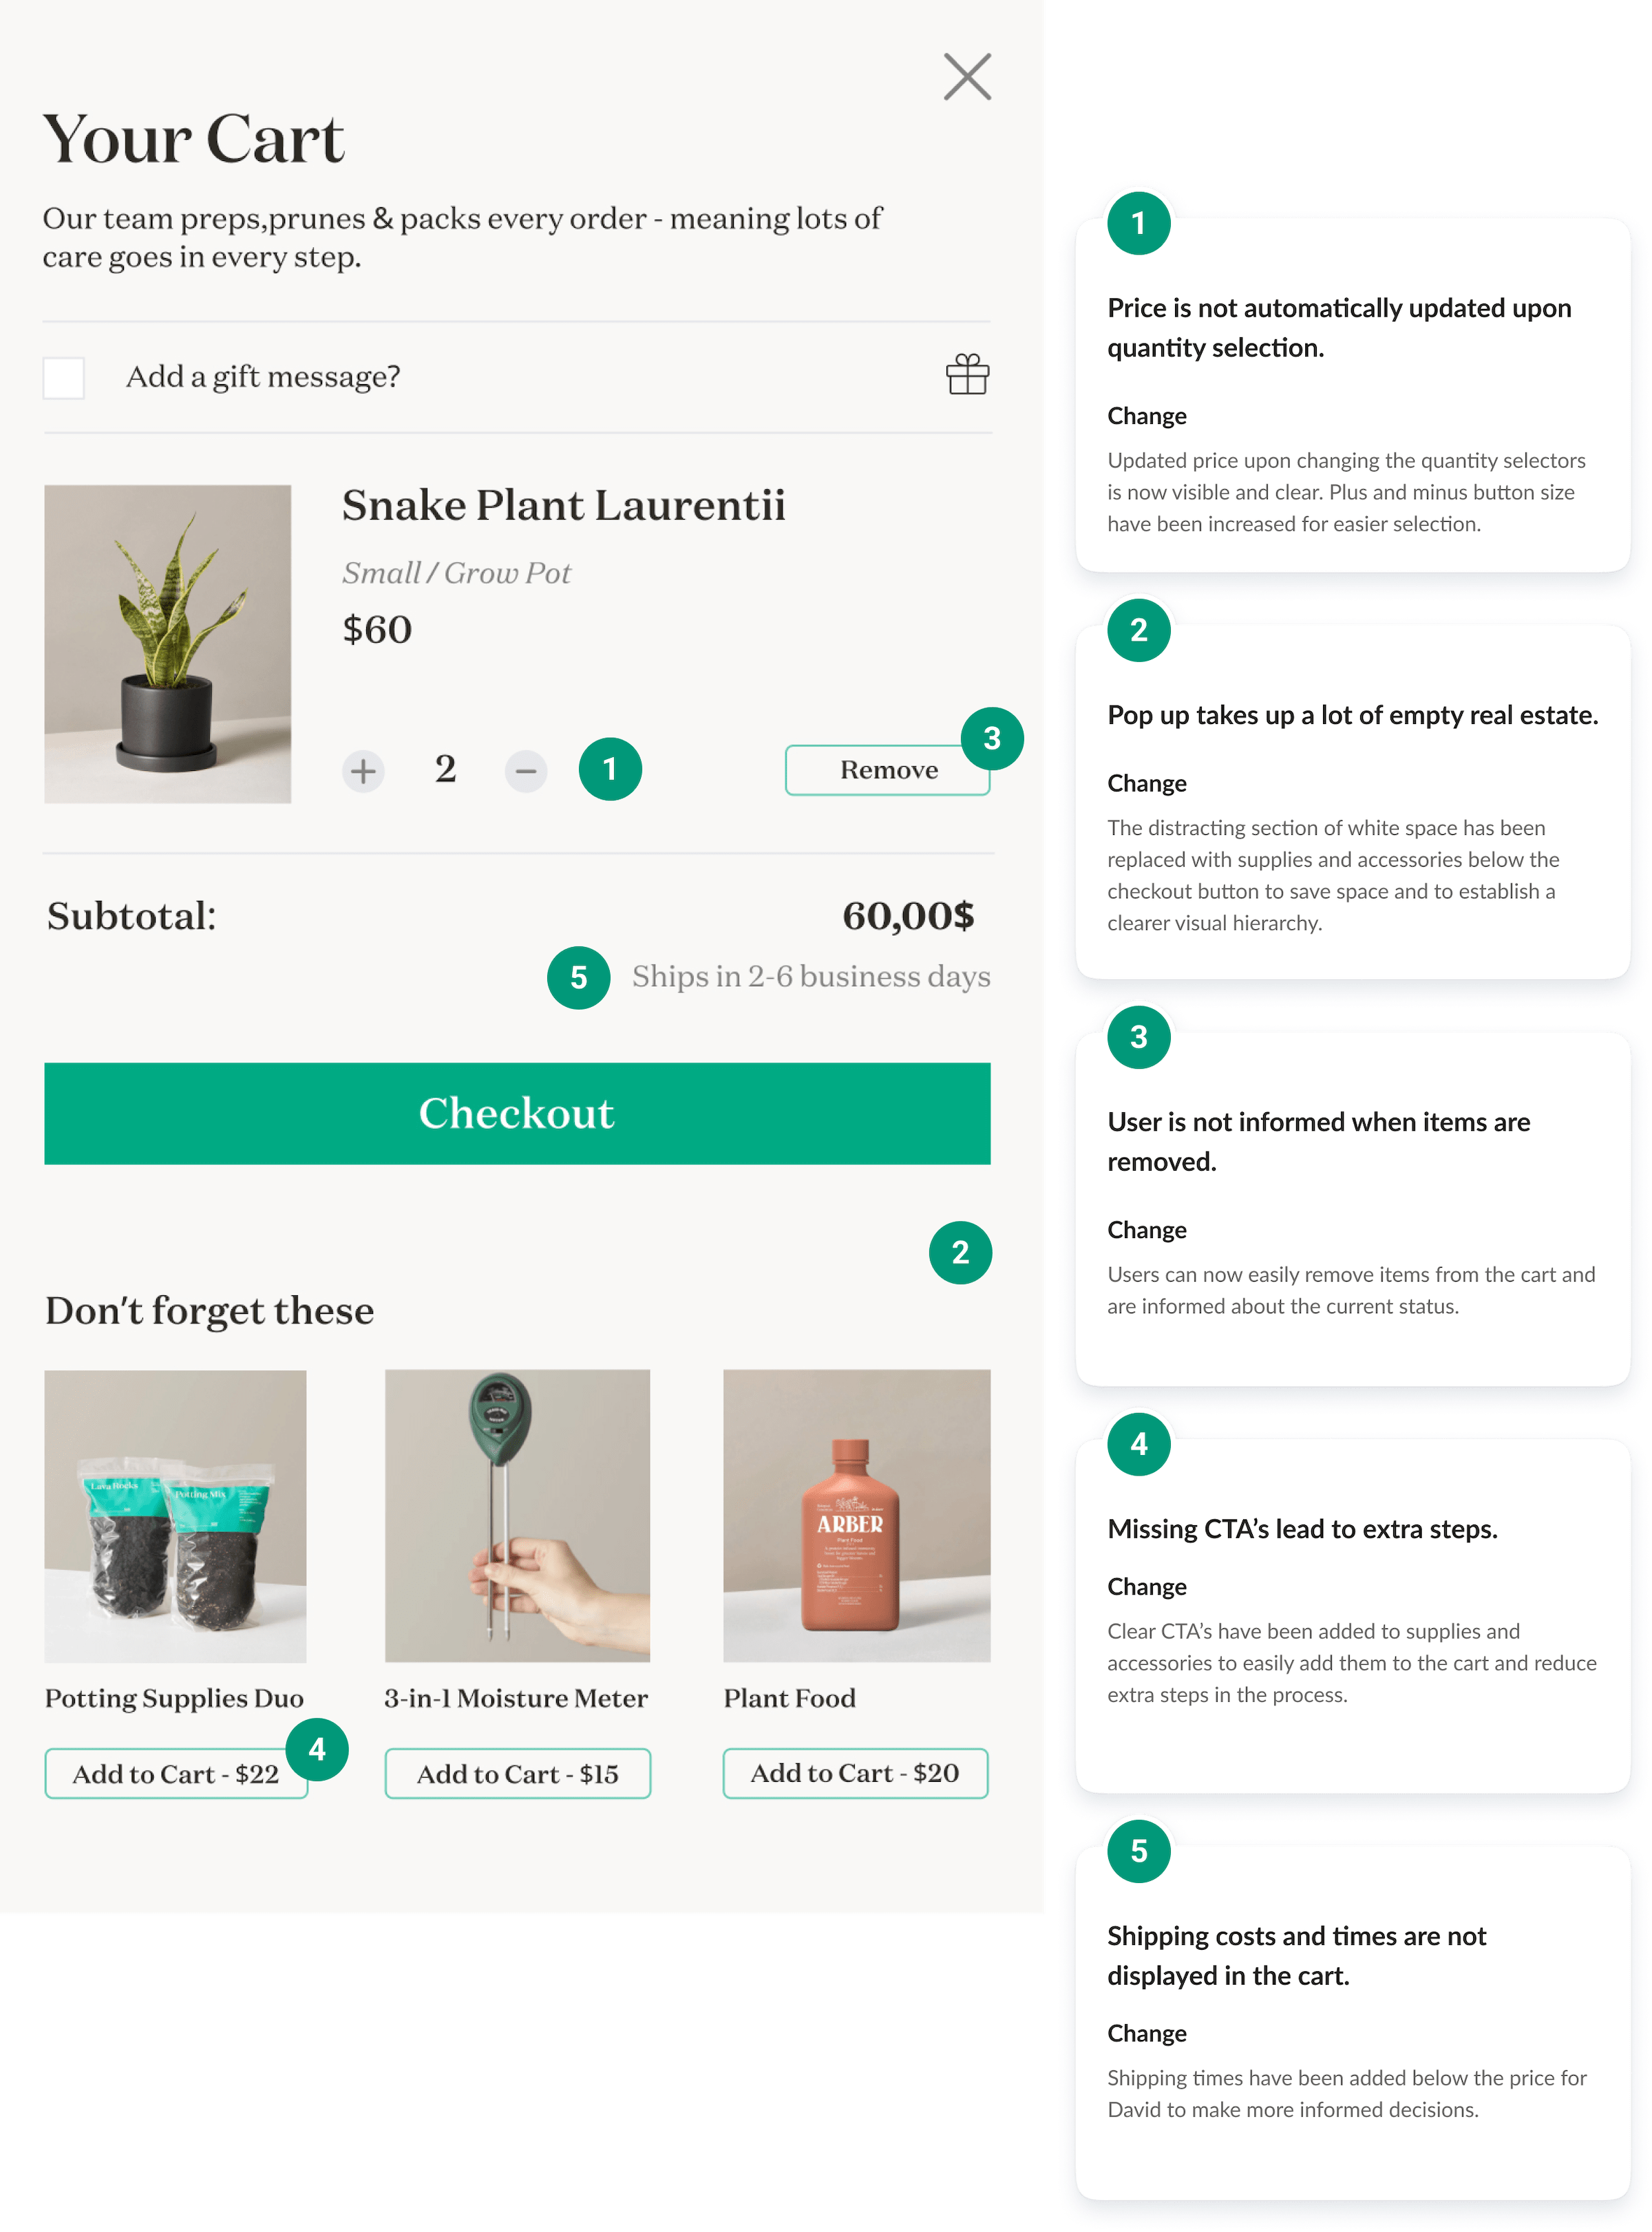 Your Cart
Our team preps,prunes & packs every order - meaning lots of
care goes in every step.
Add a gift message?
Snake Plant Laurentii
Small / Grow Pot
$60
2
1
Remove
3
Subtotal:
60,00$
5
Ships in 2-6 business days
Checkout
2
Don't forget these
Lava Rocks
Potting Mix
ARBER
Plant Food
Potting Supplies Duo
3-in-1 Moisture Meter
Plant Food
4
Add to Cart - $22
Add to Cart - $15
Add to Cart - $20
1
Price is not automatically updated upon
quantity selection.
Change
Updated price upon changing the quantity selectors
is now visible and clear. Plus and minus button size
have been increased for easier selection.
2
Pop up takes up a lot of empty real estate.
Change
The distracting section of white space has been
replaced with supplies and accessories below the
checkout button to save space and to establish a
clearer visual hierarchy.
3
User is not informed when items are
removed.
Change
Users can now easily remove items from the cart and
are informed about the current status.
4
Missing CTA’s lead to extra steps.
Change
Clear CTA’s have been added to supplies and
accessories to easily add them to the cart and reduce
extra steps in the process.
5
Shipping costs and times are not
displayed in the cart.
Change
Shipping times have been added below the price for
David to make more informed decisions.